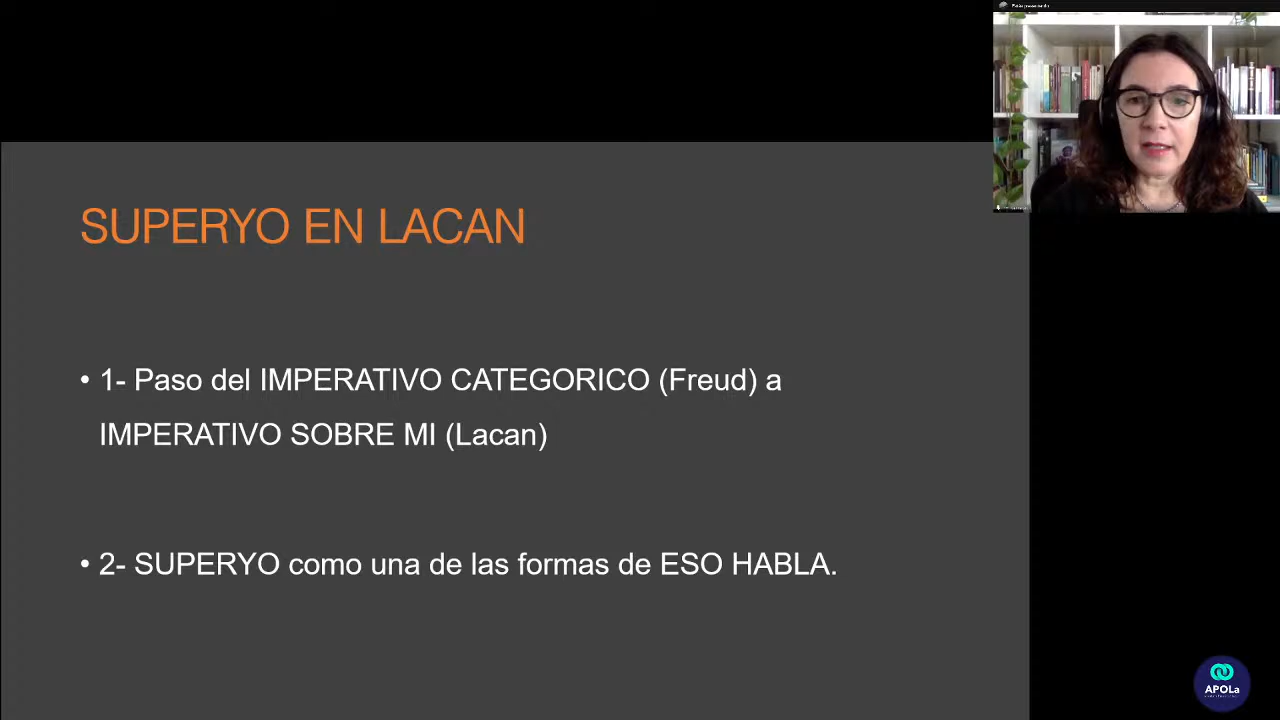 SUPERYO EN LACAN
• 1- Paso del IMPERATIVO CATEGORICO (Freud) a
IMPERATIVO SOBRE MI (Lacan)
• 2- SUPERYO como una de las formas de ESO HABLA.
APOLa